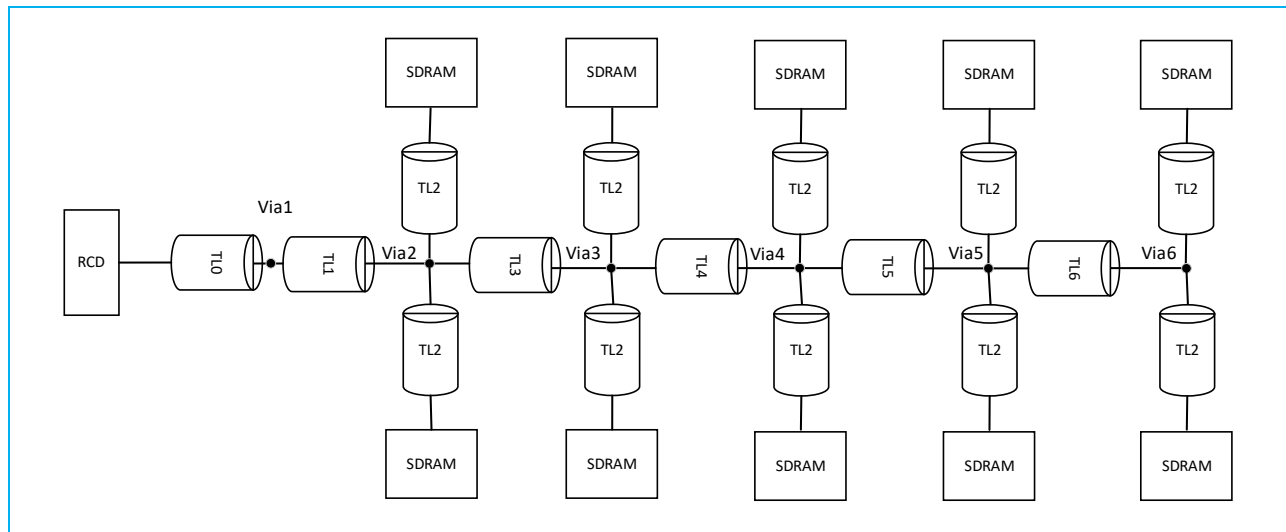 SDRAM
SDRAM
SDRAM
SDRAM
SDRAM
TL2
TL2
TL2
TL2
TL2
Via1
RCD
TL0
TL1
Via2
TL3
Via3
TL4
Via4
TL5
Via5
TL6
Via6
TL2
TL2
TL2
TL2
TL2
SDRAM
SDRAM
SDRAM
SDRAM
SDRAM